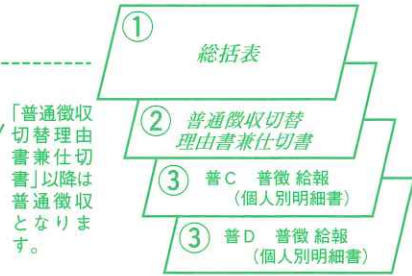 ①
総括表
②
普通徴収切替
理由書兼仕切書
③
普C 普徴 給報
(個人別明細書)
③
普D 普徴 給報
(個人別明細書)
「普通徴収
切替理由
書兼仕切
書」以降は
普通徴収
となりま
す。